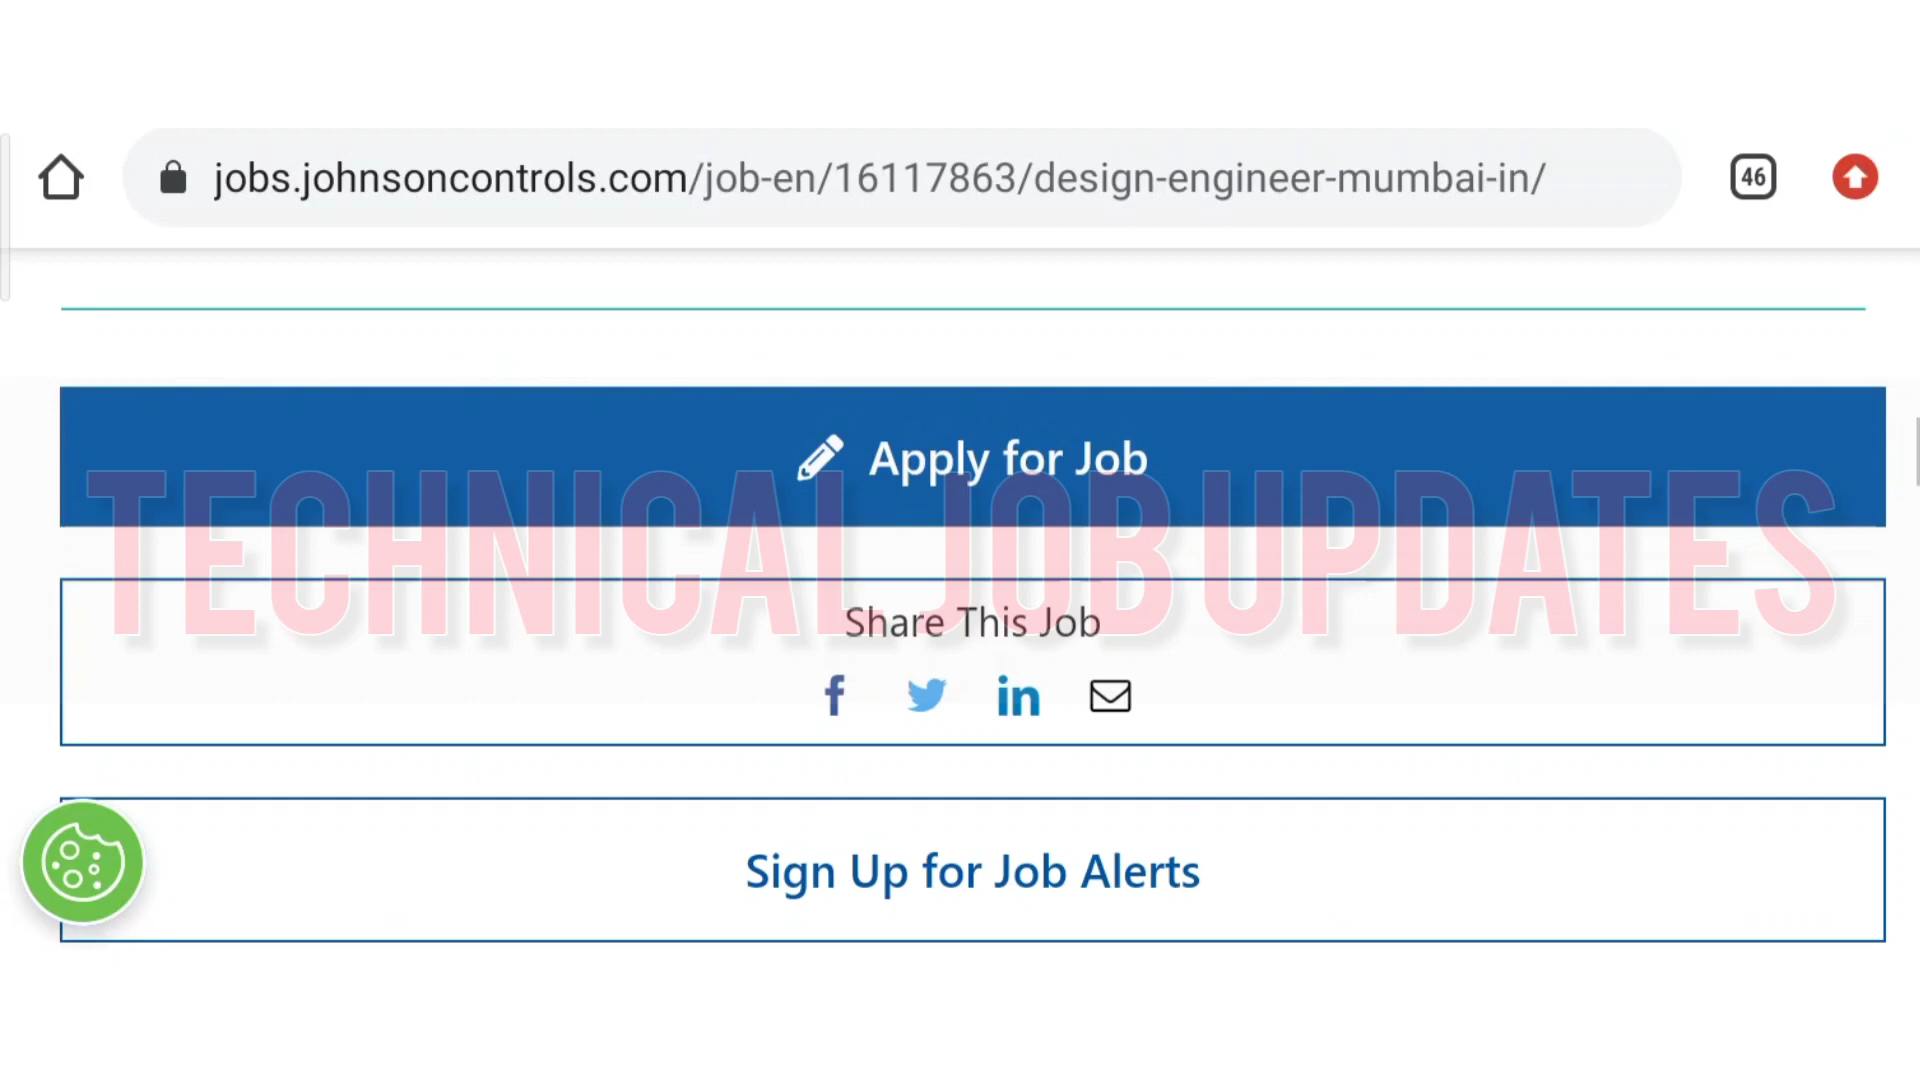 jobs.johnsoncontrols.com/job-en/16117863/design-engineer-mumbai-in/
46
Apply for Job
TECHNICAL JOB UPDATES
Share This Job
f
in
Sign Up for Job Alerts